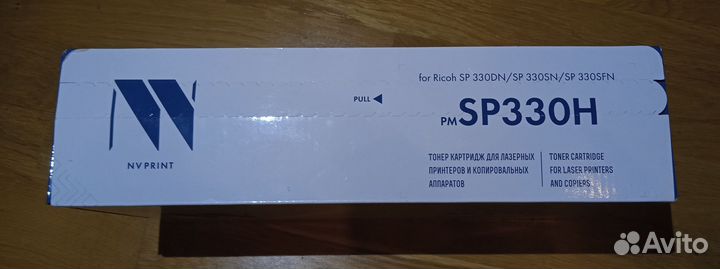 for Ricoh SP 330DN/SP 330SN/SP 330SFN
PULL
PM SP330H
NV PRINT
ТОНЕР КАРТРИДЖ ДЛЯ ЛАЗЕРНЫХ
ПРИНТЕРОВ И КОПИРОВАЛЬНЫХ
АППАРАТОВ
TONER CARTRIDGE
FOR LASER PRINTERS
AND COPIERS
Avito